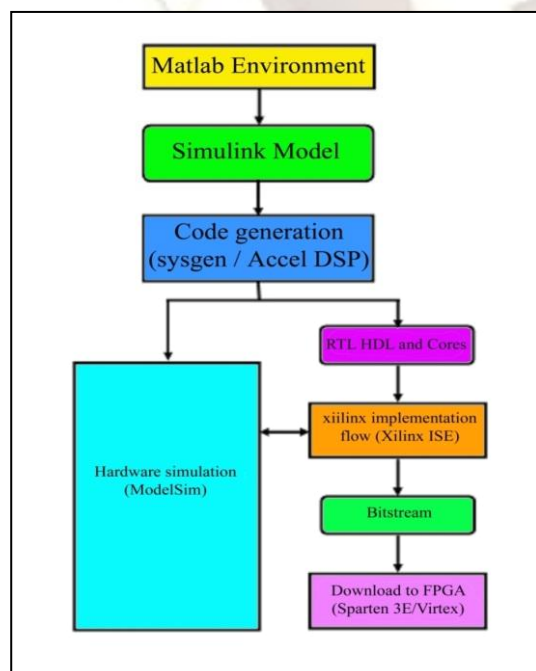 Matlab Environment
Simulink Model
Code generation
(sysgen / Accel DSP)
RTL HDL and Cores
xiilinx implementation
flow (Xilinx ISE)
Hardware simulation
(ModelSim)
Bitstream
Download to FPGA
(Sparten 3E/Virtex)